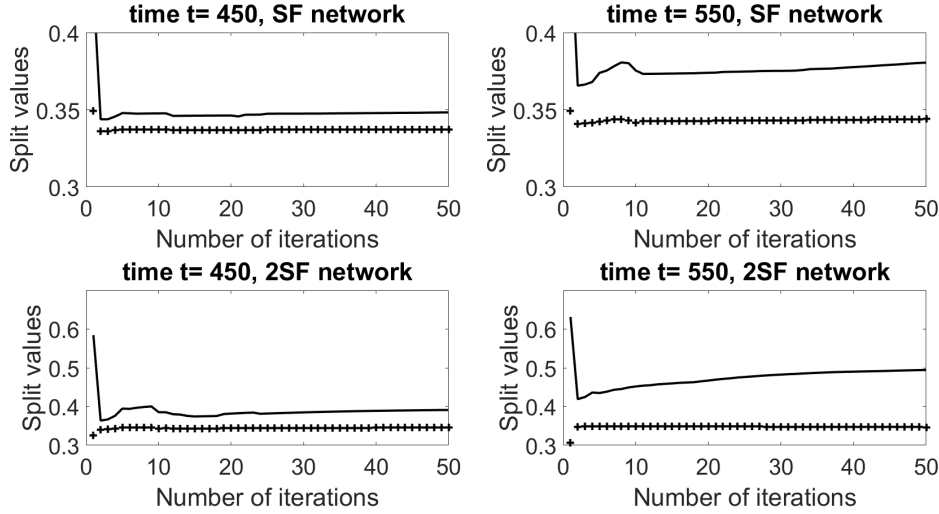 time t= 450, SF network
Split values
0.4
0.35
0.3
0 10 20 30 40 50
Number of iterations
time t= 550, SF network
Split values
0.4
0.35
0.3
0 10 20 30 40 50
Number of iterations
time t= 450, 2SF network
Split values
0.6
0.5
0.4
0.3
0 10 20 30 40 50
Number of iterations
time t= 550, 2SF network
Split values
0.6
0.5
0.4
0.3
0 10 20 30 40 50
Number of iterations